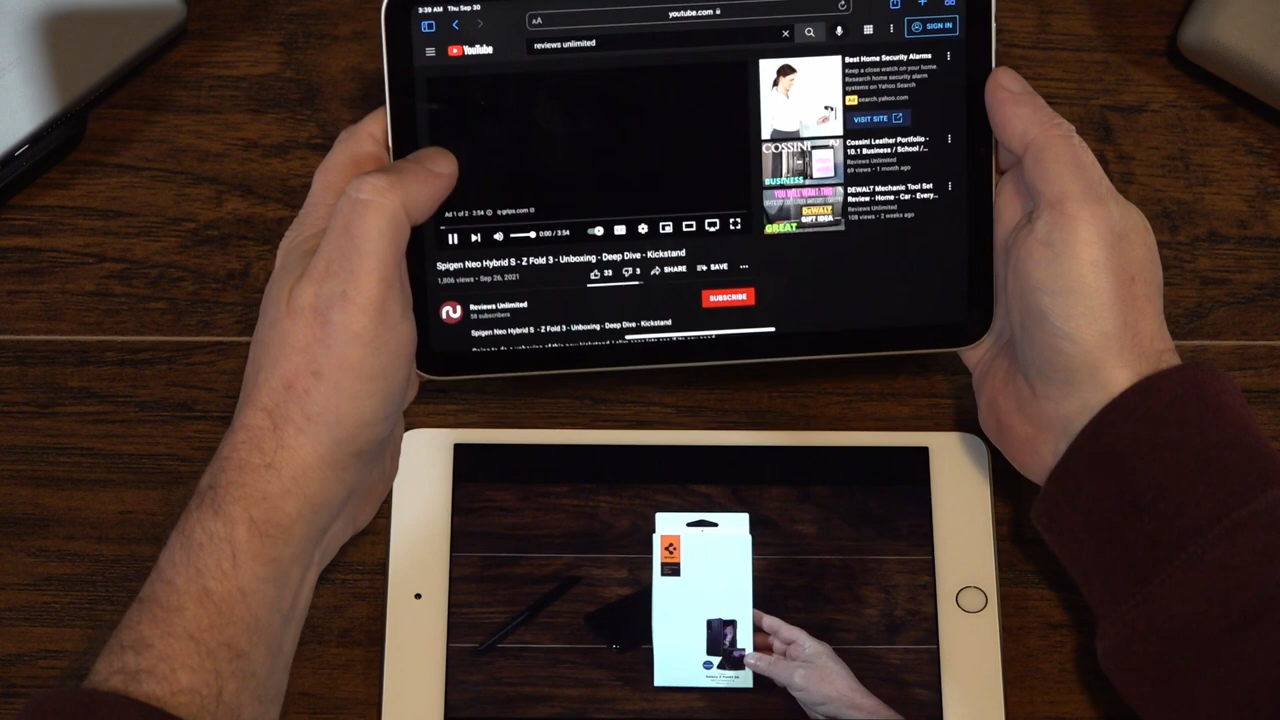 3:39 AM Thu Sep 30
AA youtube.com
YouTube
reviews unlimited
SIGN IN
Best Home Security Alarms
Keep a close watch on your home.
Research home security alarm
systems on Yahoo Search
Ad search.yahoo.com
VISIT SITE
COSSINI
BUSINESS
Cossini Leather Portfolio -
10.1 Business / School /...
Reviews Unlimited
69 views • 1 month ago
YOU WILL WANT THIS
DEWALT
GIFT IDEA
GREAT
DEWALT Mechanic Tool Set
Review - Home - Car - Every...
Reviews Unlimited
108 views • 2 weeks ago
Ad 1 of 2 · 3:54 q-grips.com
0:00 / 3:54
CC
Spigen Neo Hybrid S - Z Fold 3 - Unboxing - Deep Dive - Kickstand
1,806 views • Sep 26, 2021
33
3
SHARE
SAVE
Reviews Unlimited
58 subscribers
SUBSCRIBE
Spigen Neo Hybrid S - Z Fold 3 - Unboxing - Deep Dive - Kickstand
spigen